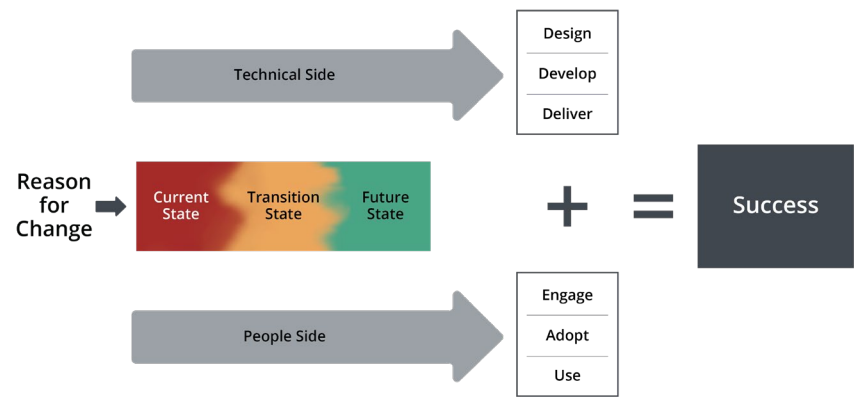 Technical Side
Design
Develop
Deliver
Reason
for
Change
Current
State
Transition
State
Future
State
+
=
Success
People Side
Engage
Adopt
Use